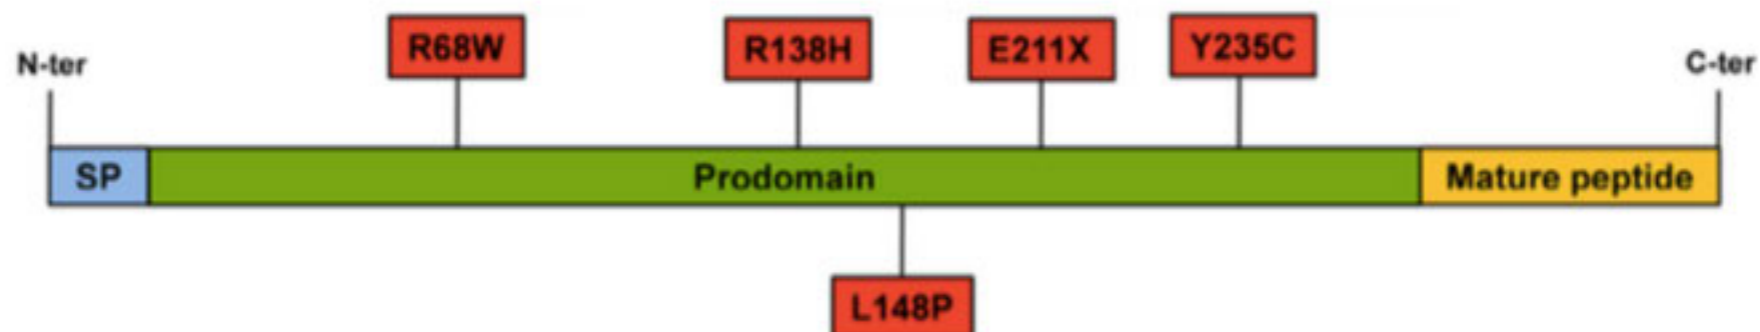 R68W
R138H
E211X
Y235C
N-ter
C-ter
SP
Prodomain
Mature peptide
L148P